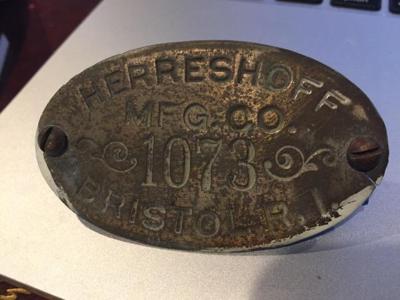 HERRESHOFF
MFG. CO.
1073
BRISTOL. R.I.